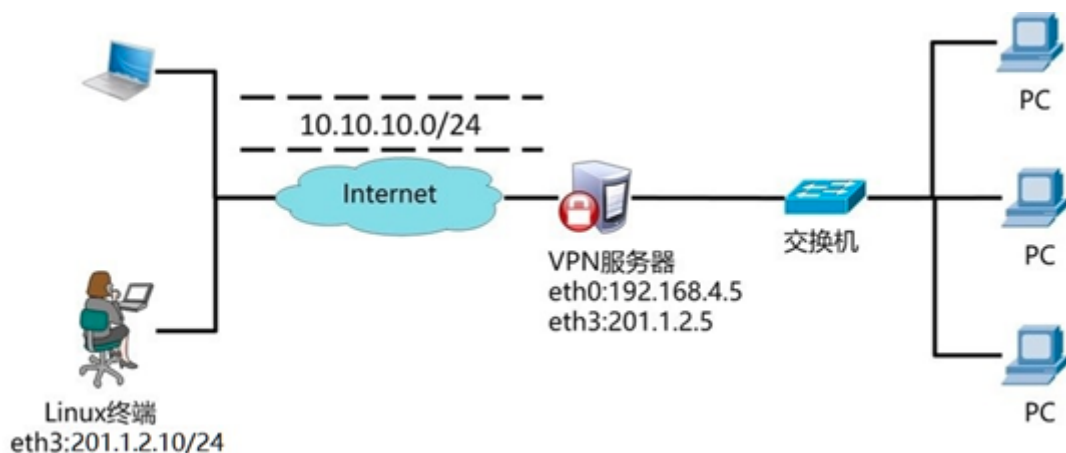 10.10.10.0/24
Internet
VPN服务器
eth0:192.168.4.5
eth3:201.1.2.5
交换机
PC
PC
PC
Linux终端
eth3:201.1.2.10/24